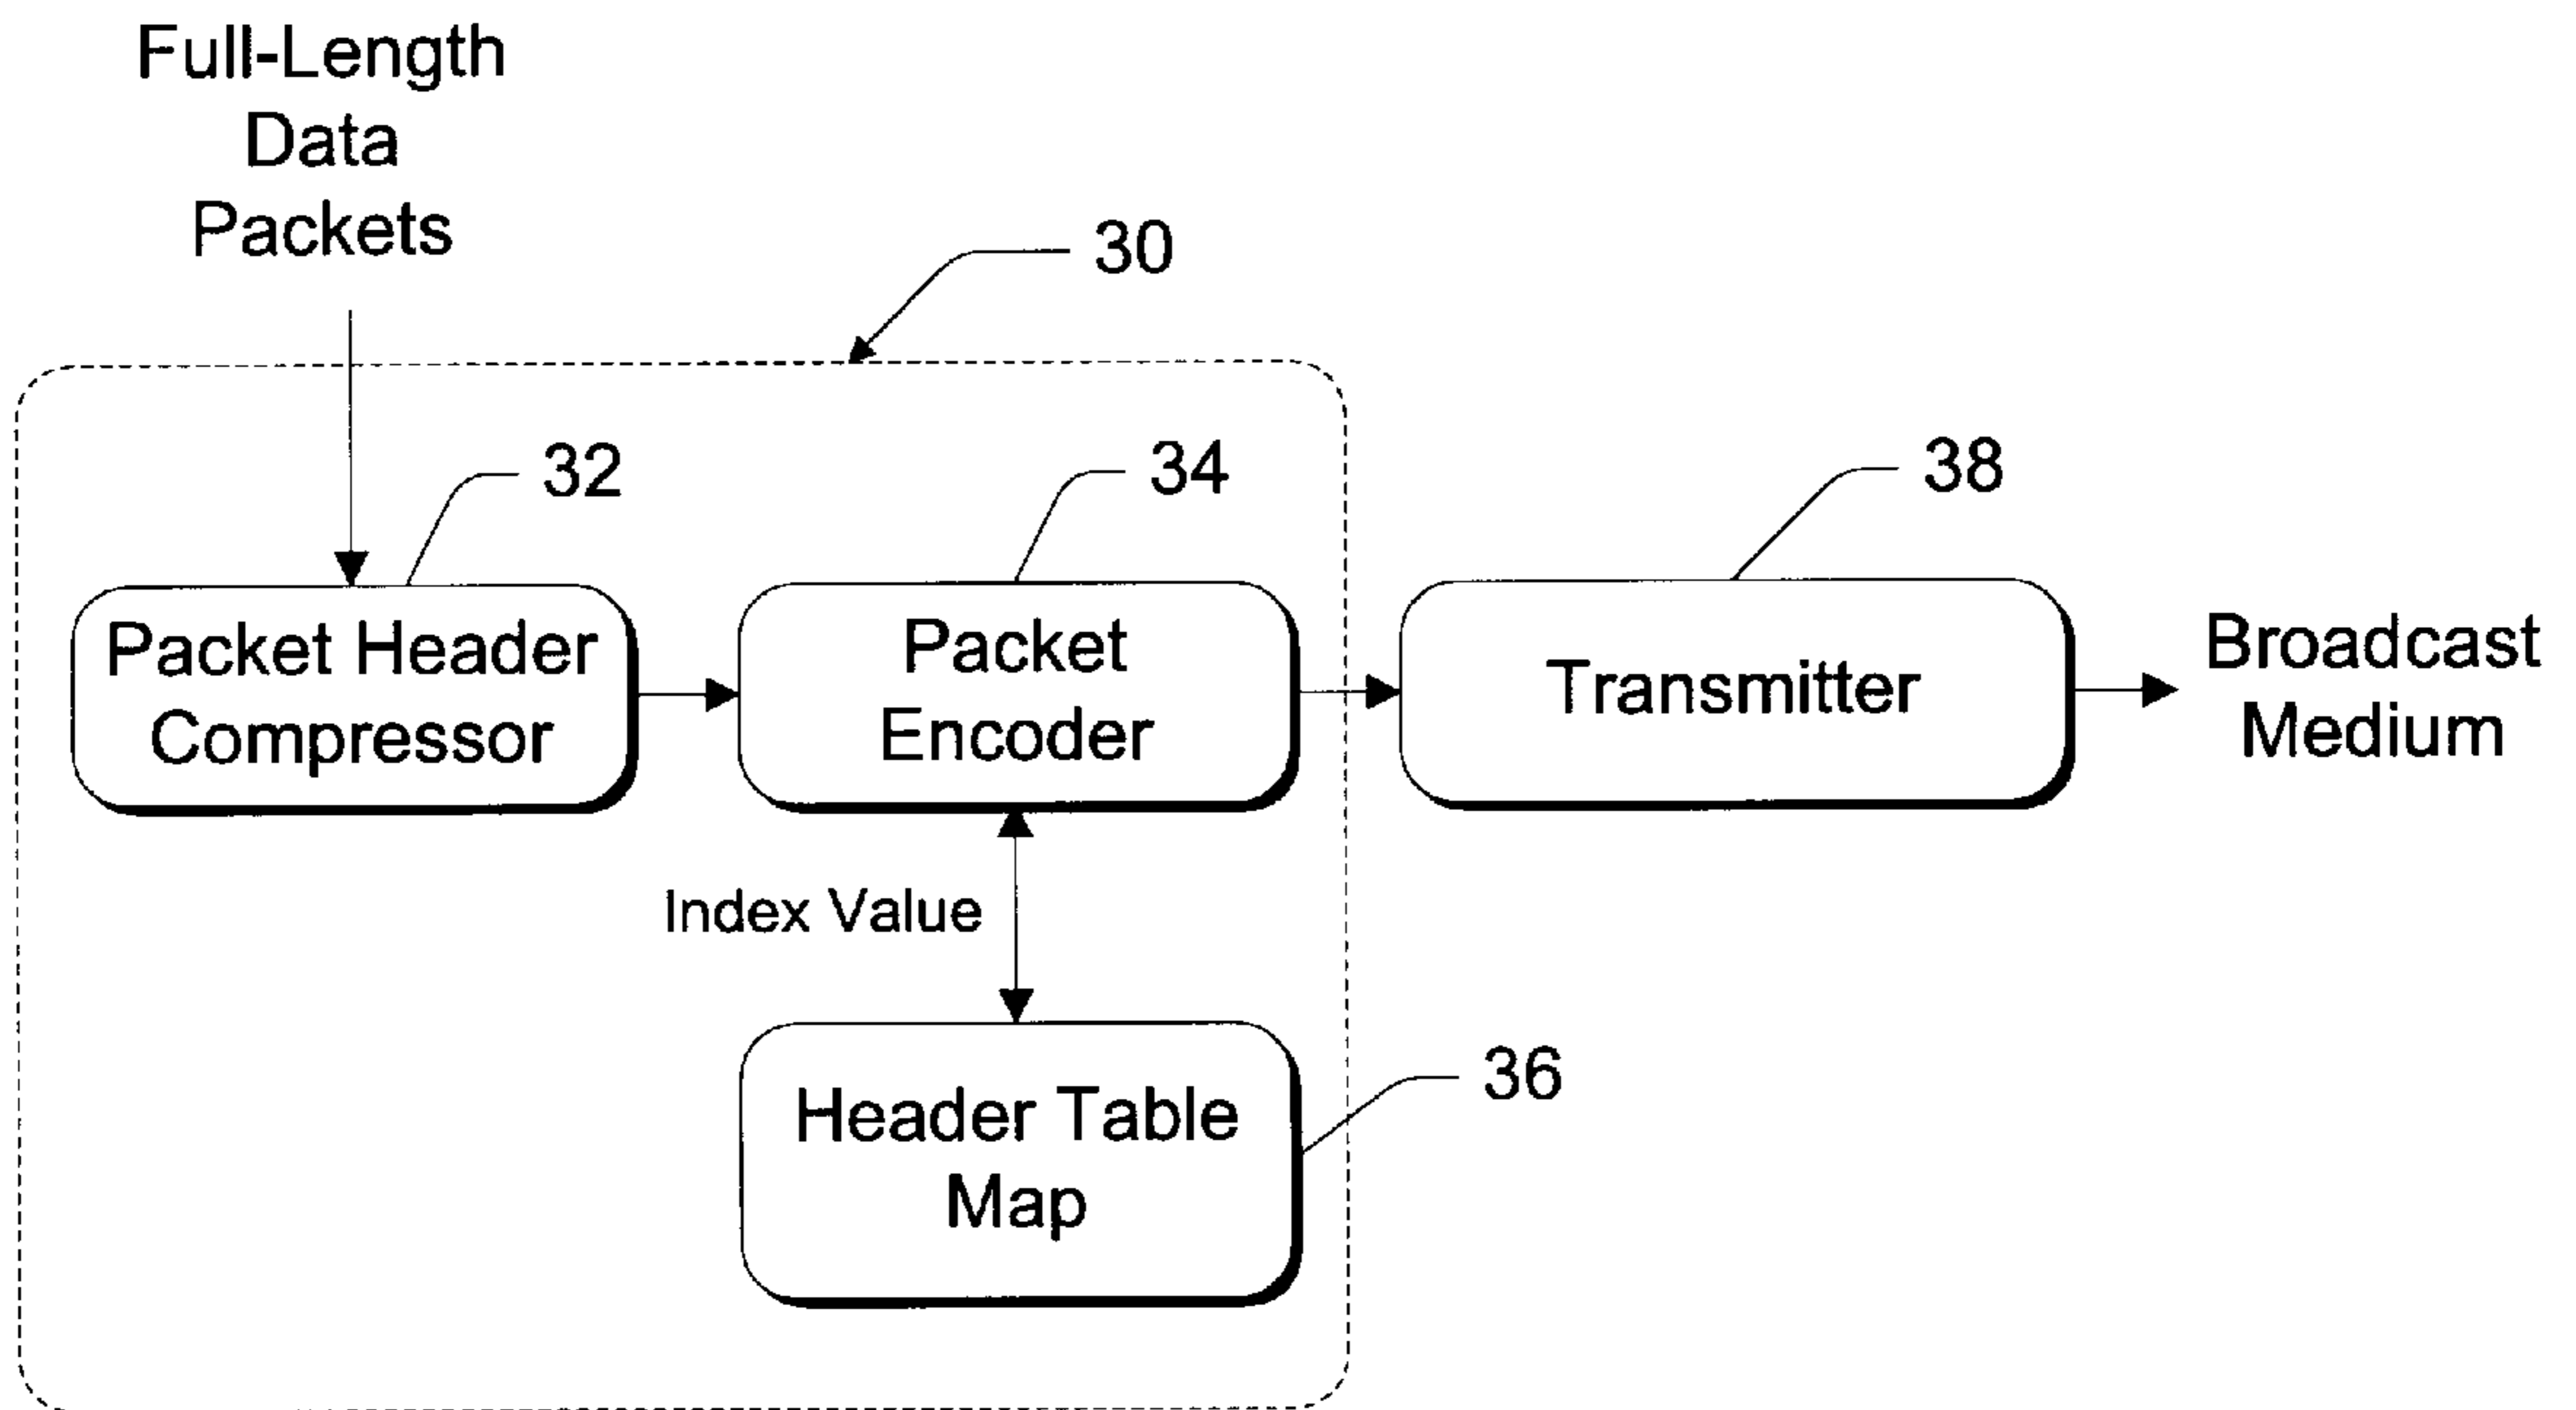 Full-Length
Data
Packets
30
32
34
38
Packet Header
Compressor
Packet
Encoder
Transmitter
Broadcast
Medium
Index Value
Header Table
Map
36